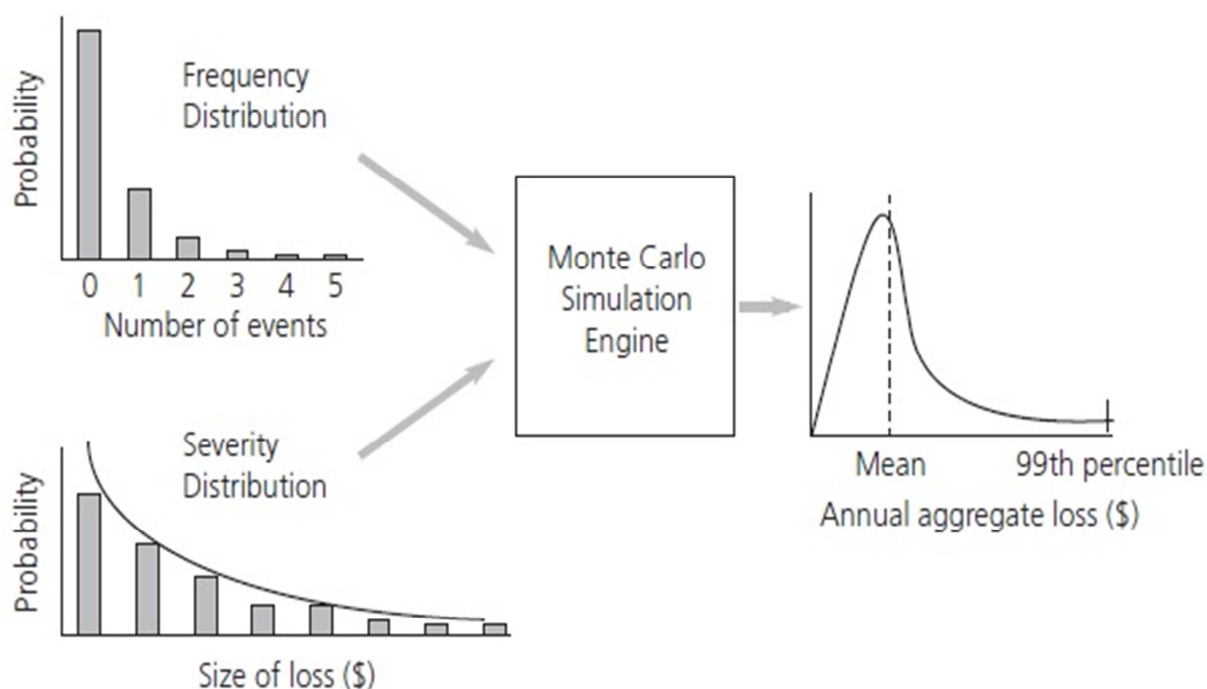 Probability
Frequency
Distribution
0 1 2 3 4 5
Number of events
Monte Carlo
Simulation
Engine
Probability
Severity
Distribution
Size of loss ($)
Mean 99th percentile
Annual aggregate loss ($)